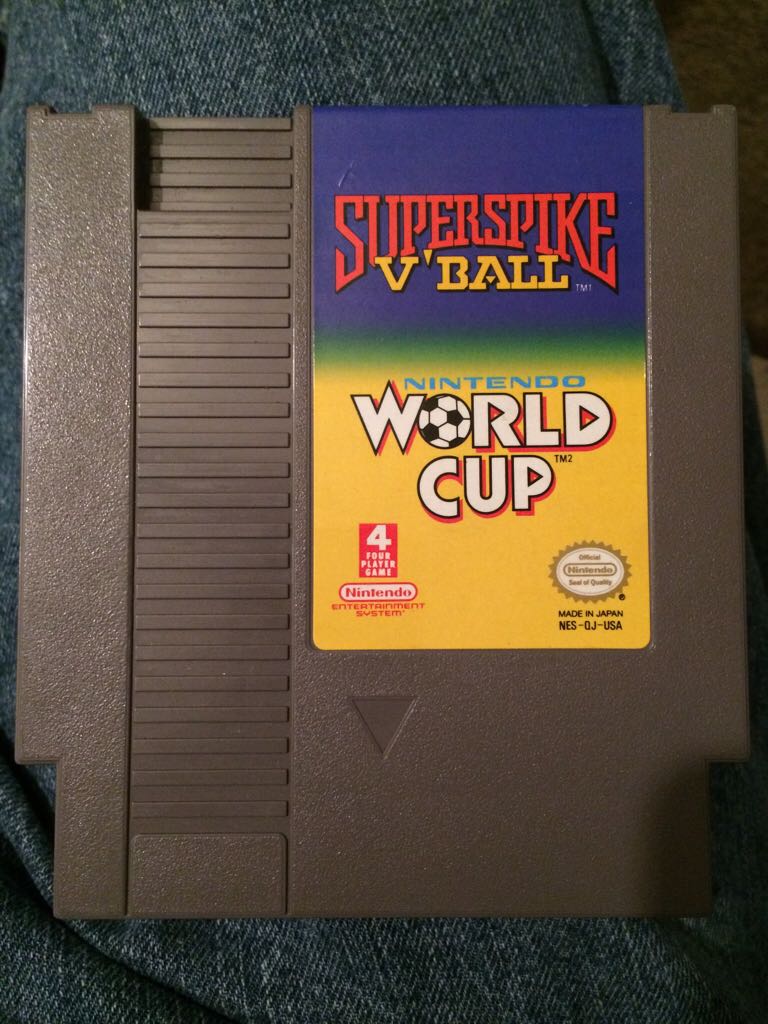 SUPERSPIKE
V'BALL
TM1
NINTENDO
WORLD
CUP
TM2
4
FOUR
PLAYER
GAME
Nintendo
ENTERTAINMENT
SYSTEM
Official
Nintendo
Seal of Quality
®
MADE IN JAPAN
NES-QJ-USA